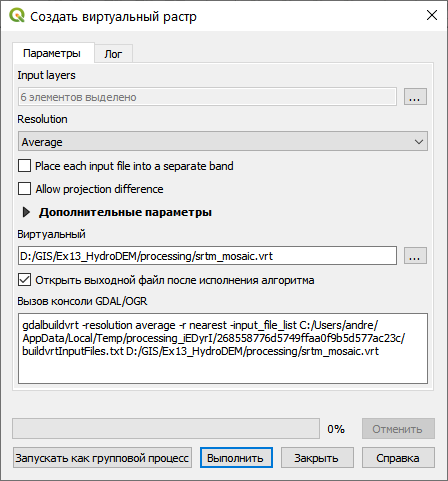 Создать виртуальный растр
Параметры
Лог
Input layers
6 элементов выделено
...
Resolution
Average
Place each input file into a separate band
Allow projection difference
Дополнительные параметры
Виртуальный
D:/GIS/Ex13_HydroDEM/processing/srtm_mosaic.vrt
...
Открыть выходной файл после исполнения алгоритма
Вызов консоли GDAL/OGR
gdalbuildvrt -resolution average -r nearest -input_file_list C:/Users/andre/
AppData/Local/Temp/processing_iEDyrI/268558776d5749ffaa0f9b5d577ac23c/
buildvrtInputFiles.txt D:/GIS/Ex13_HydroDEM/processing/srtm_mosaic.vrt
0%
Отменить
Запускать как групповой процесс
Выполнить
Закрыть
Справка